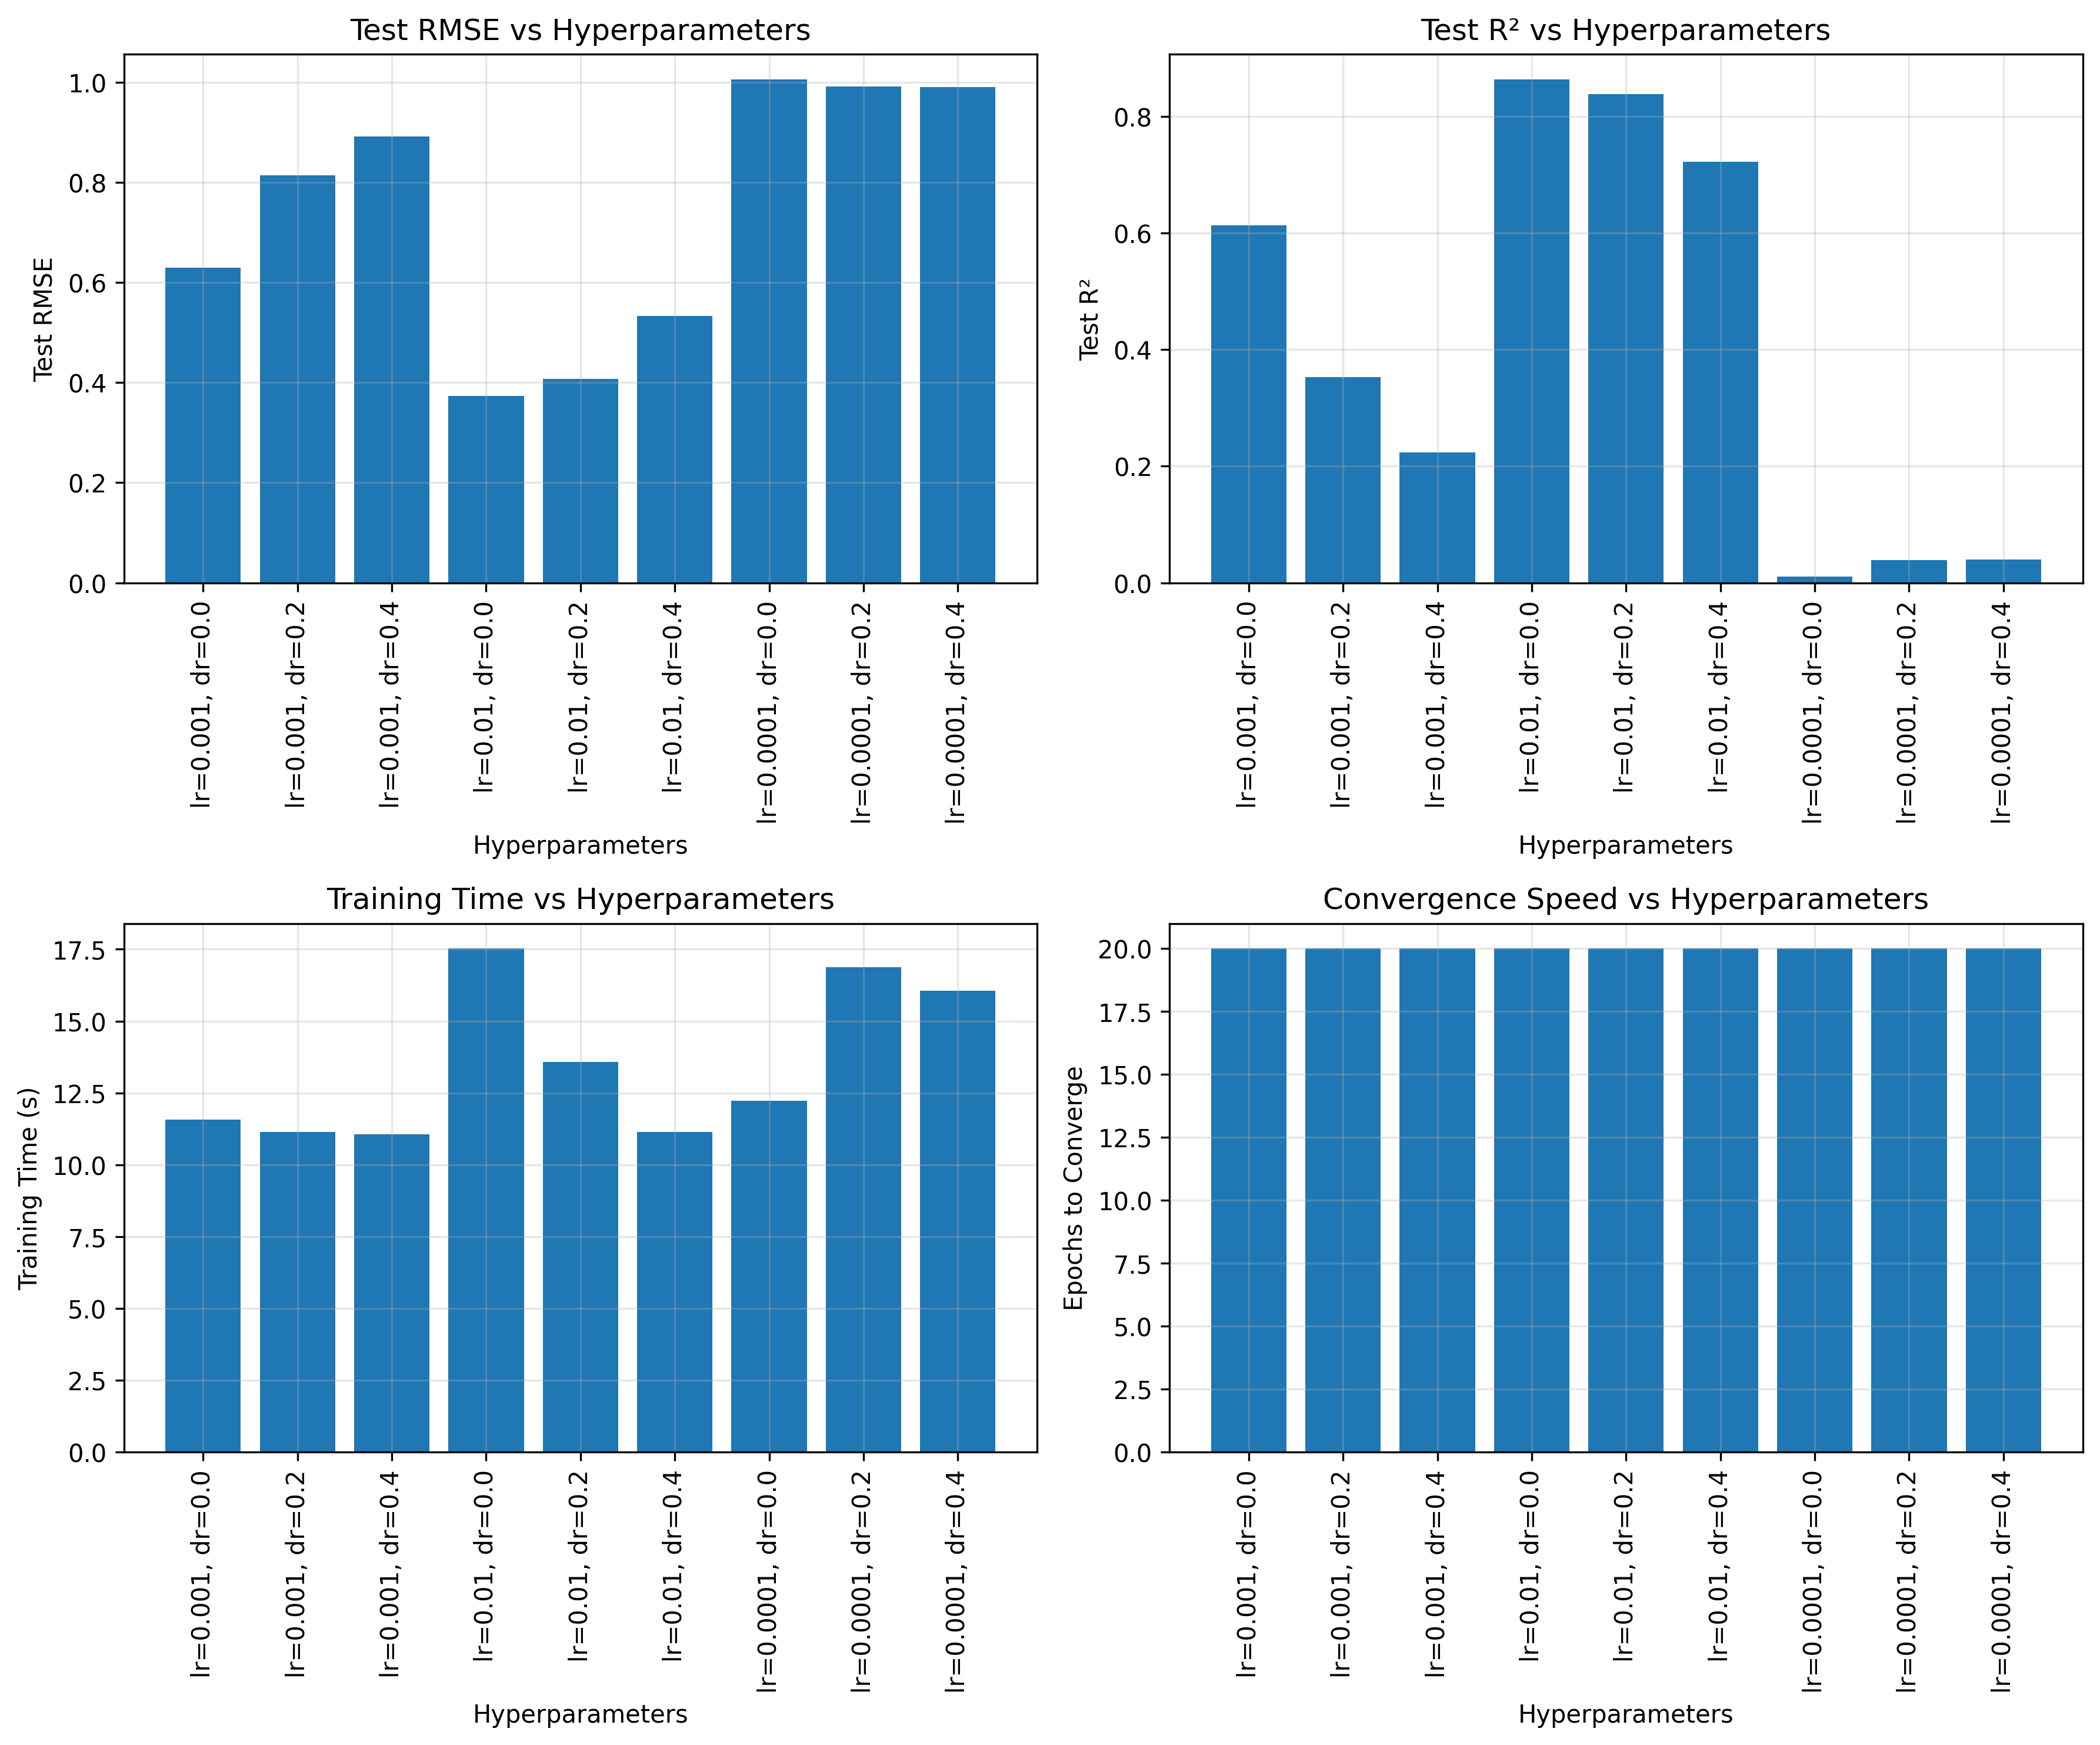 Test RMSE vs Hyperparameters
Test RMSE
1.0
0.8
0.6
0.4
0.2
0.0
lr=0.001, dr=0.0
lr=0.001, dr=0.2
lr=0.001, dr=0.4
lr=0.01, dr=0.0
lr=0.01, dr=0.2
lr=0.01, dr=0.4
lr=0.0001, dr=0.0
lr=0.0001, dr=0.2
lr=0.0001, dr=0.4
Hyperparameters
Test R² vs Hyperparameters
Test R²
0.8
0.6
0.4
0.2
0.0
lr=0.001, dr=0.0
lr=0.001, dr=0.2
lr=0.001, dr=0.4
lr=0.01, dr=0.0
lr=0.01, dr=0.2
lr=0.01, dr=0.4
lr=0.0001, dr=0.0
lr=0.0001, dr=0.2
lr=0.0001, dr=0.4
Hyperparameters
Training Time vs Hyperparameters
Training Time (s)
17.5
15.0
12.5
10.0
7.5
5.0
2.5
0.0
lr=0.001, dr=0.0
lr=0.001, dr=0.2
lr=0.001, dr=0.4
lr=0.01, dr=0.0
lr=0.01, dr=0.2
lr=0.01, dr=0.4
lr=0.0001, dr=0.0
lr=0.0001, dr=0.2
lr=0.0001, dr=0.4
Hyperparameters
Convergence Speed vs Hyperparameters
Epochs to Converge
20.0
17.5
15.0
12.5
10.0
7.5
5.0
2.5
0.0
lr=0.001, dr=0.0
lr=0.001, dr=0.2
lr=0.001, dr=0.4
lr=0.01, dr=0.0
lr=0.01, dr=0.2
lr=0.01, dr=0.4
lr=0.0001, dr=0.0
lr=0.0001, dr=0.2
lr=0.0001, dr=0.4
Hyperparameters